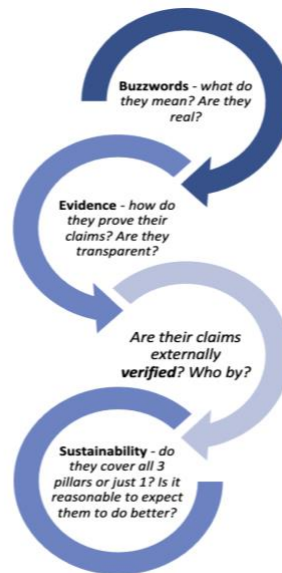 Buzzwords - what do
they mean? Are they
real?
Evidence - how do
they prove their
claims? Are they
transparent?
Are their claims
externally
verified? Who by?
Sustainability - do
they cover all 3
pillars or just 1? Is it
reasonable to expect
them to do better?